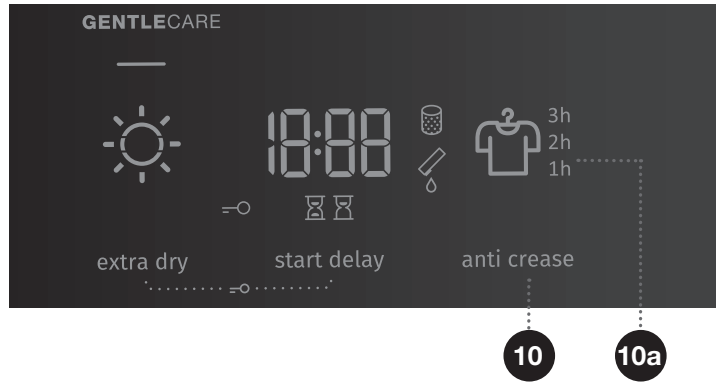 GENTLECARE
18:88
3h
2h
1h
extra dry
start delay
anti crease
10
10a